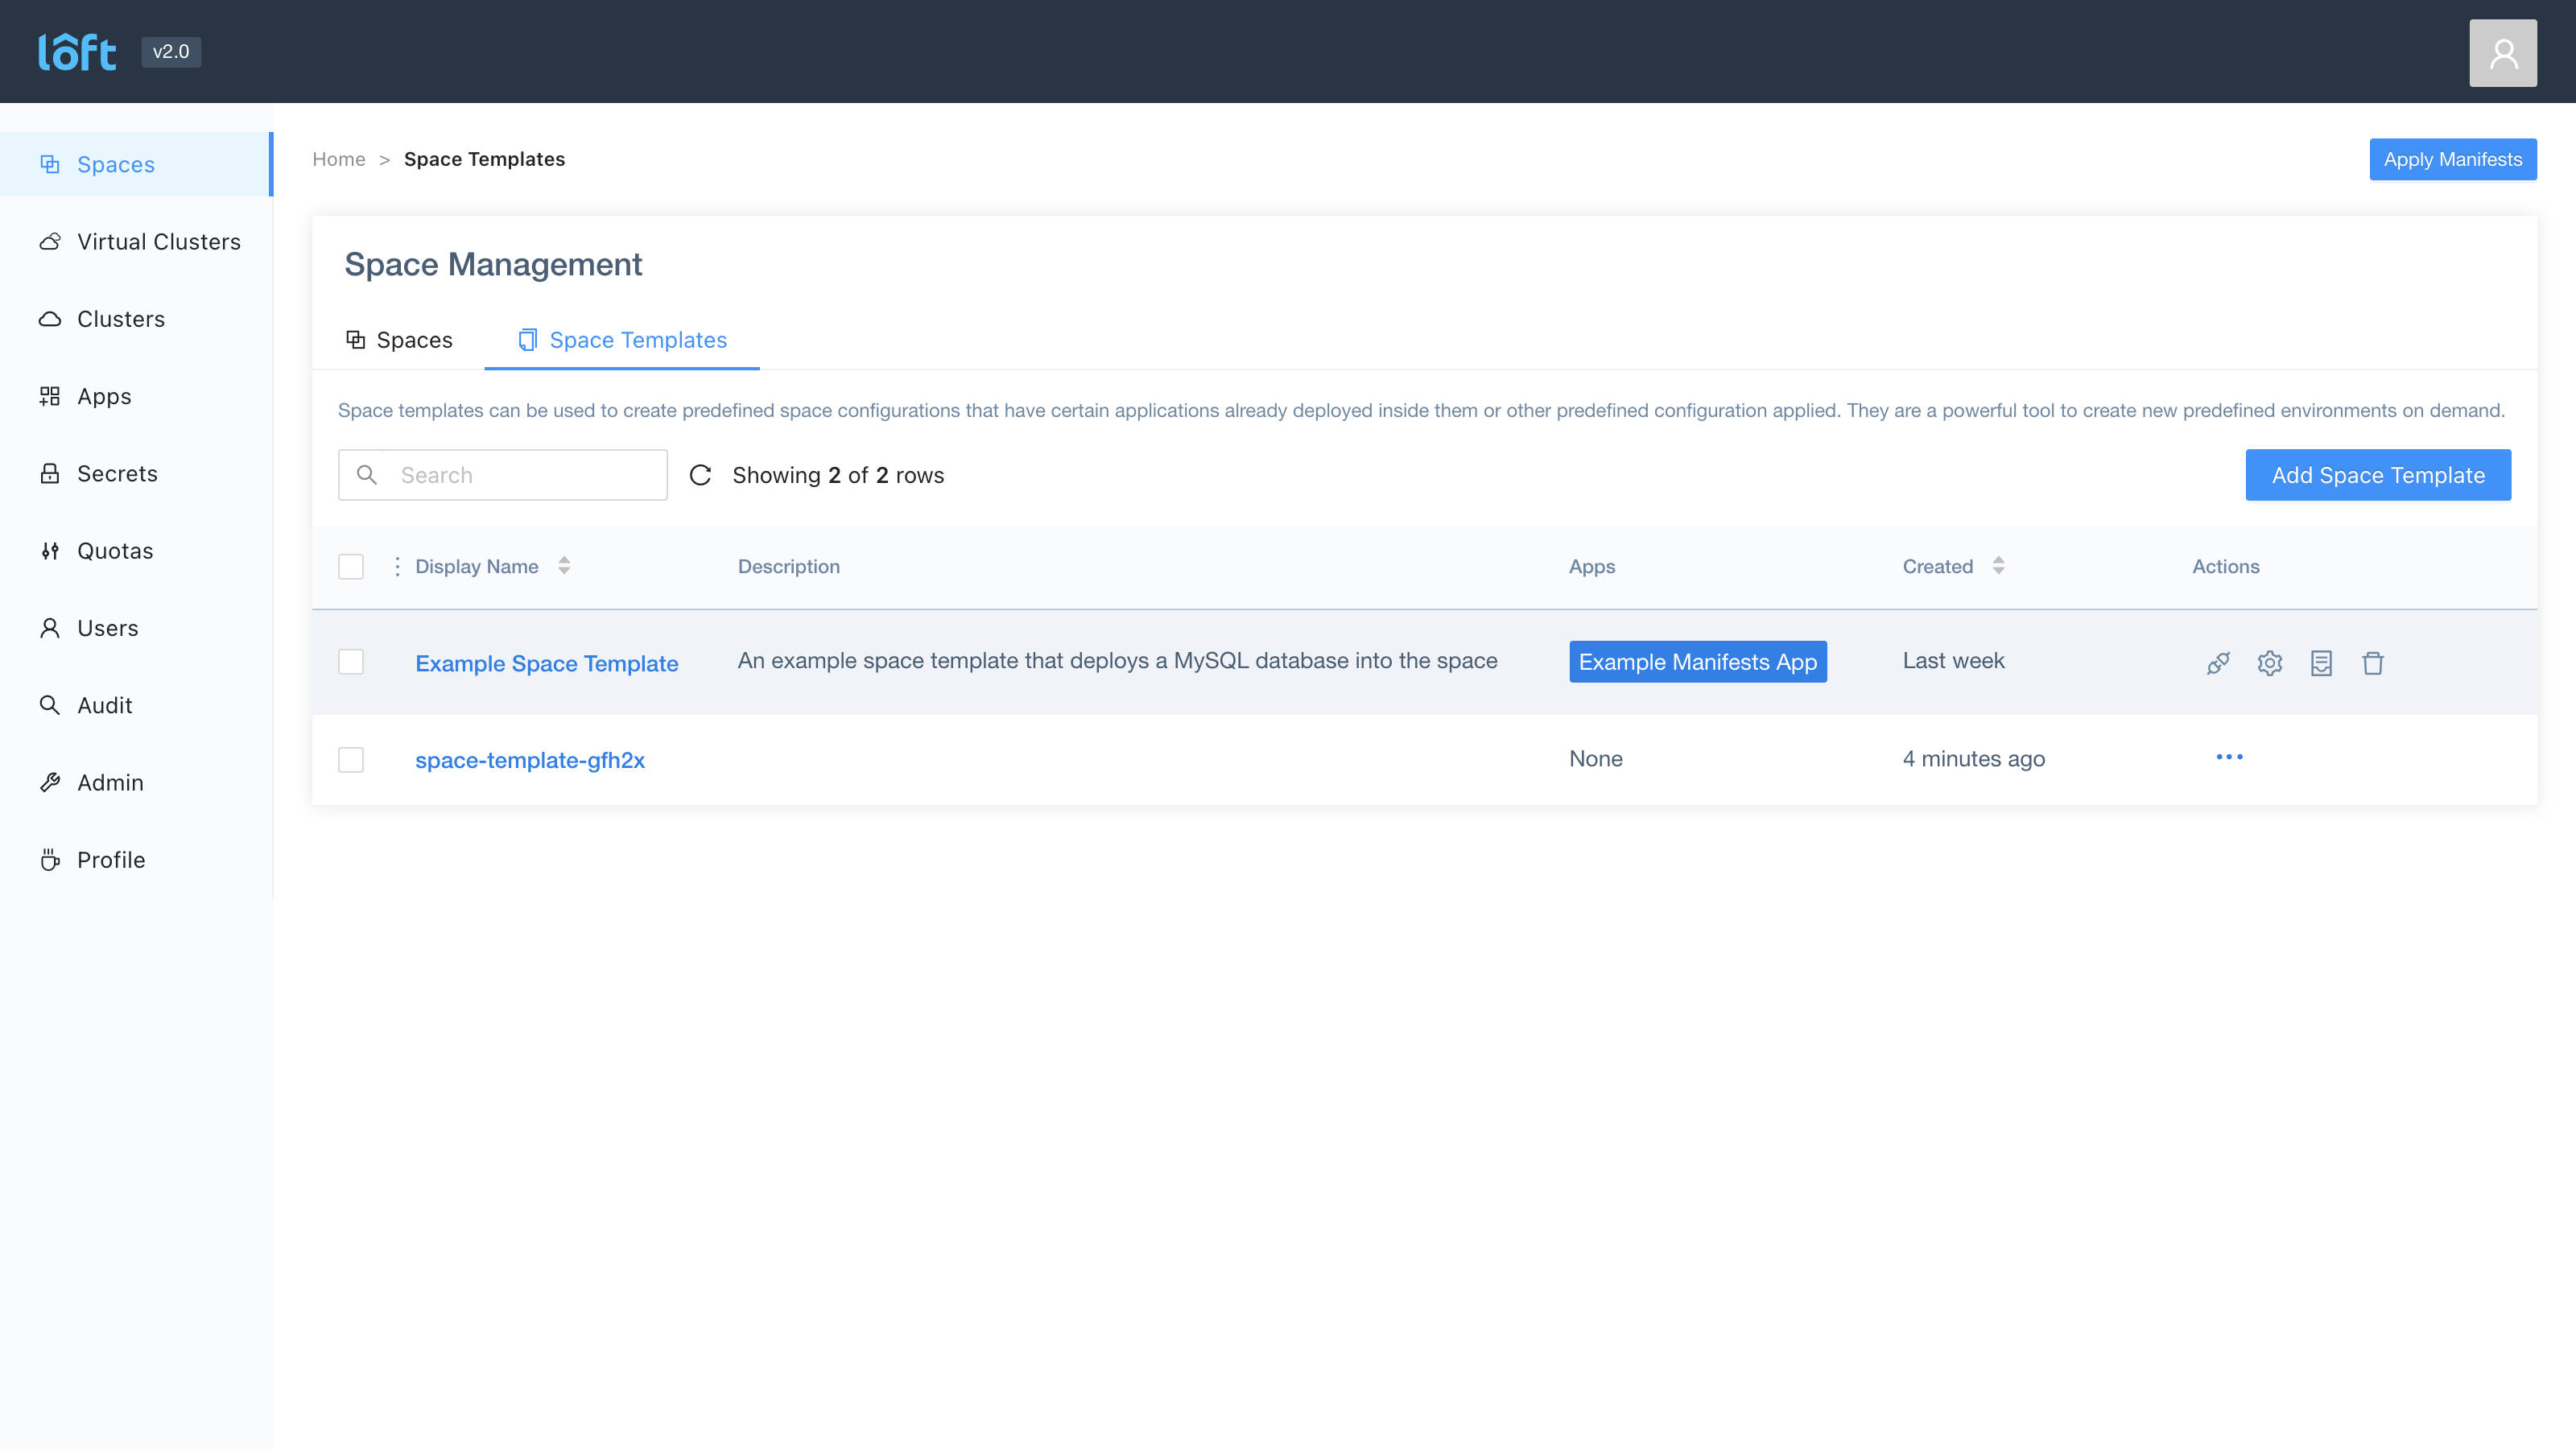 loft v2.0
Home > Space Templates
Apply Manifests
Spaces
Virtual Clusters
Clusters
Apps
Secrets
Quotas
Users
Audit
Admin
Profile
Space Management
Spaces Space Templates
Space templates can be used to create predefined space configurations that have certain applications already deployed inside them or other predefined configuration applied. They are a powerful tool to create new predefined environments on demand.
Search Showing 2 of 2 rows Add Space Template
Display Name Description Apps Created Actions
Example Space Template An example space template that deploys a MySQL database into the space Example Manifests App Last week
space-template-gfh2x None 4 minutes ago